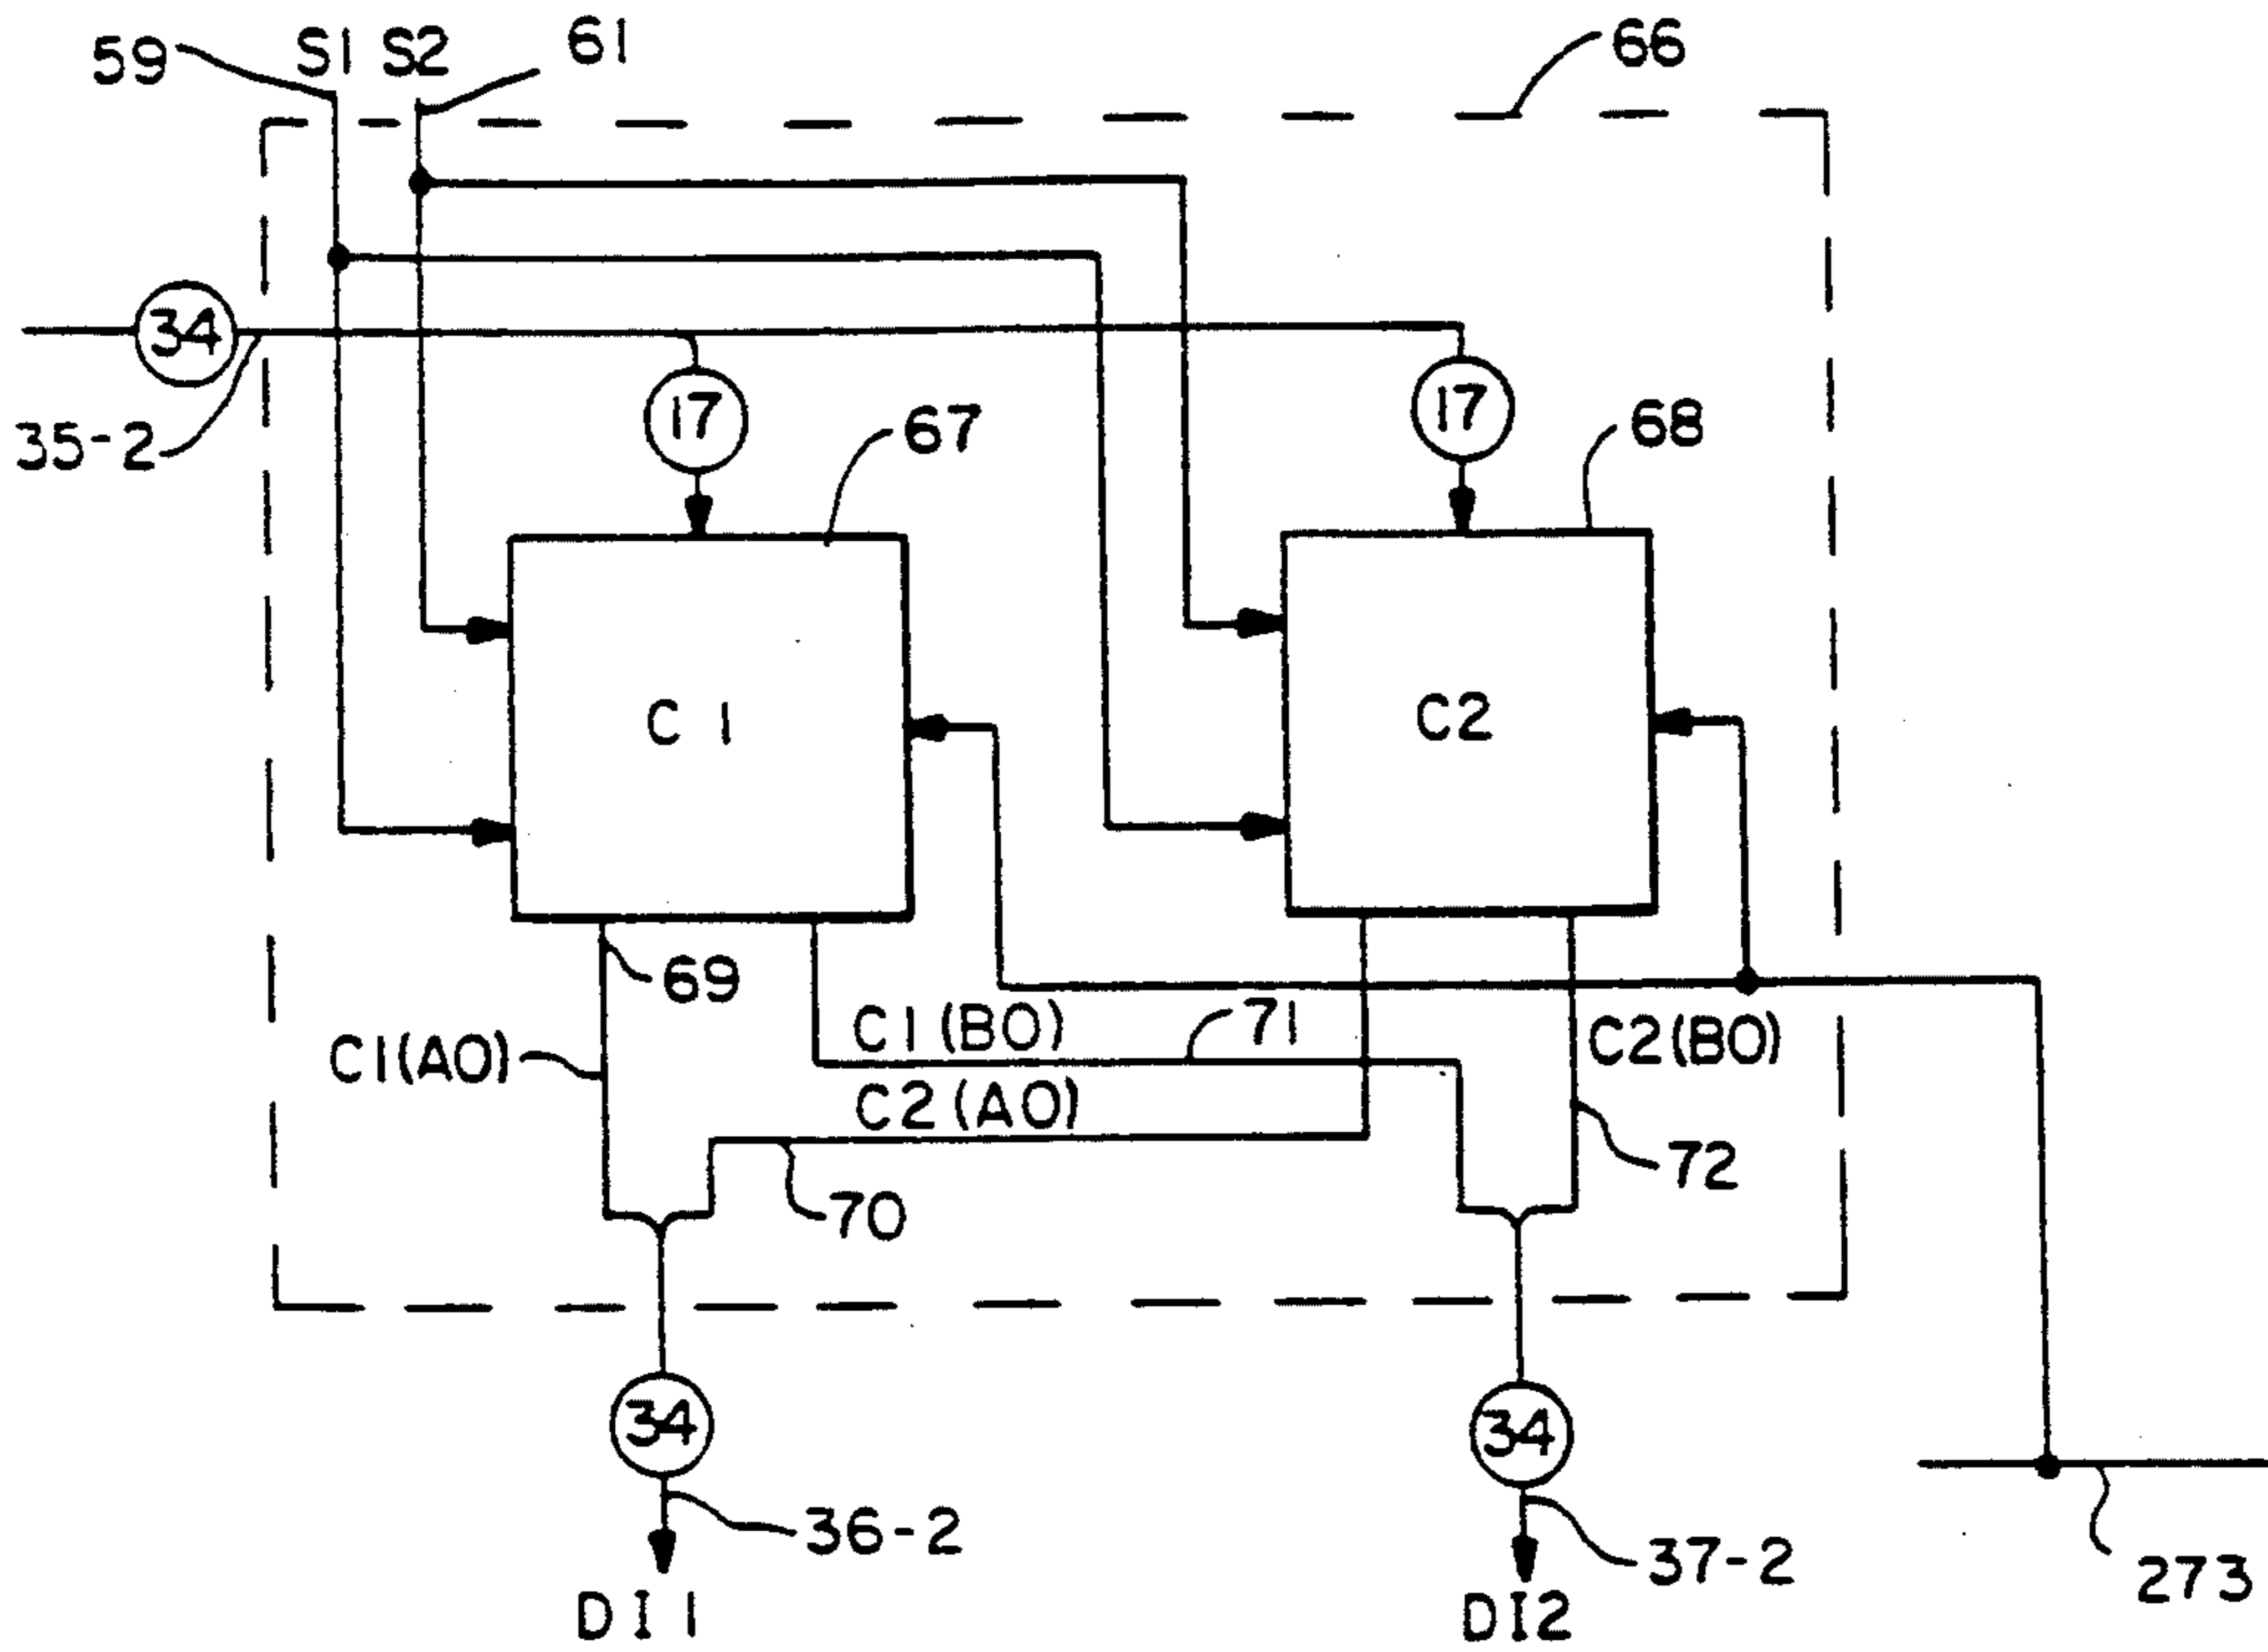 59
S1 S2
61
66
34
35-2
17
17
67
68
C1
C2
69
C1(AO)
C1(BO)
71
C2(BO)
C2(AO)
70
72
34
34
36-2
37-2
273
DI1
DI2